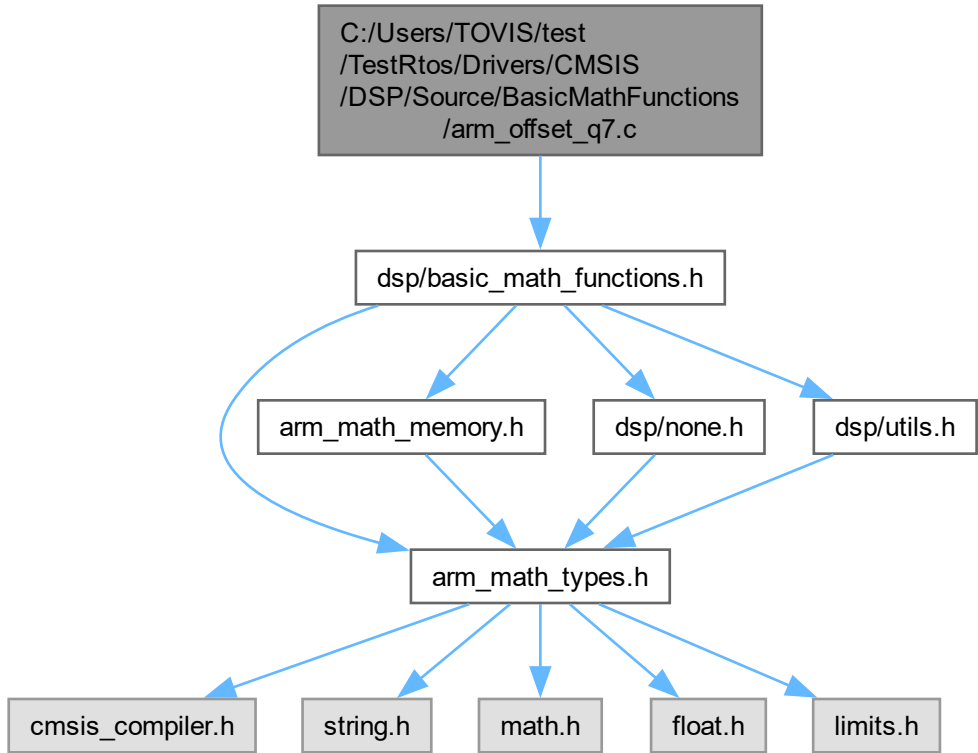 C:/Users/TOVIS/test
/TestRtos/Drivers/CMSIS
/DSP/Source/BasicMathFunctions
/arm_offset_q7.c
dsp/basic_math_functions.h
arm_math_memory.h
dsp/none.h
dsp/utils.h
arm_math_types.h
cmsis_compiler.h
string.h
math.h
float.h
limits.h